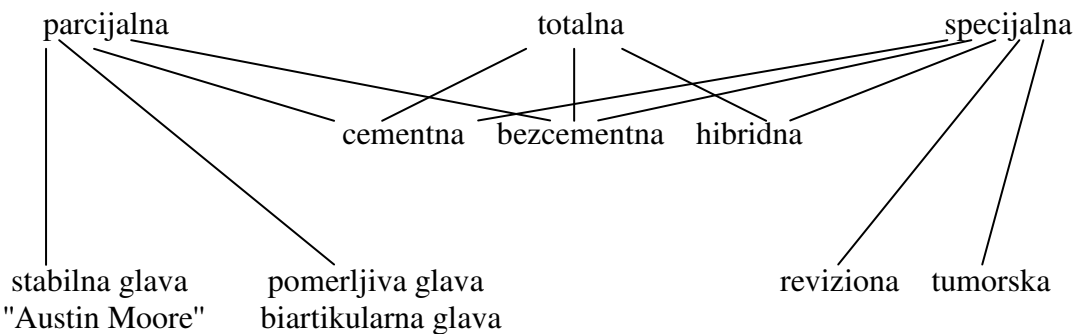 parcijalna totalna specijalna
cementna bezcementna hibridna
stabilna glava pomerljiva glava reviziona tumorska
"Austin Moore" biartikularna glava